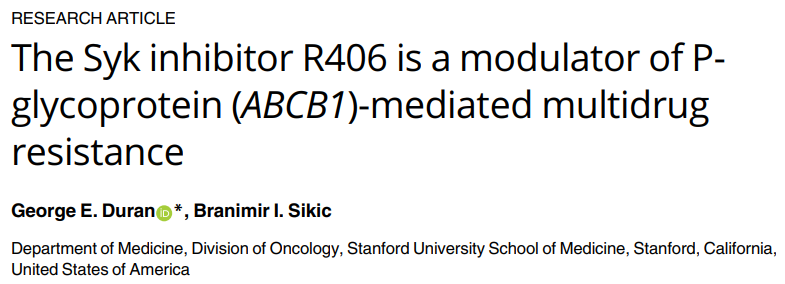 RESEARCH ARTICLE
The Syk inhibitor R406 is a modulator of P-
glycoprotein (ABCB1)-mediated multidrug
resistance
George E. Duran iD *, Branimir I. Sikic
Department of Medicine, Division of Oncology, Stanford University School of Medicine, Stanford, California,
United States of America